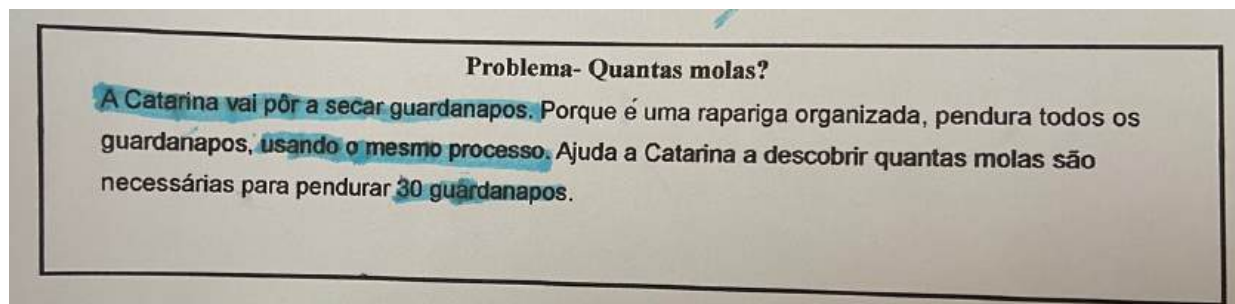 Problema- Quantas molas?
A Catarina vai pôr a secar guardanapos. Porque é uma rapariga organizada, pendura todos os
guardanapos, usando o mesmo processo. Ajuda a Catarina a descobrir quantas molas são
necessárias para pendurar 30 guardanapos.